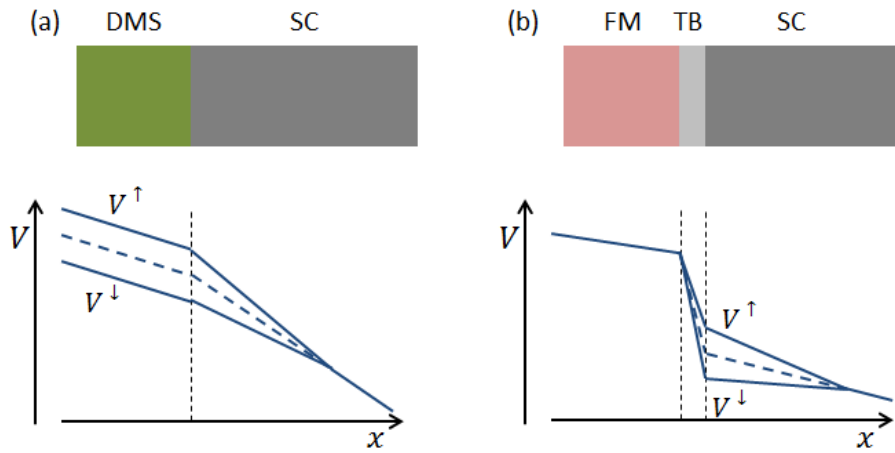 (a) DMS SC
(b) FM TB SC
V
V↑
V↓
x
V
V↑
V↓
x